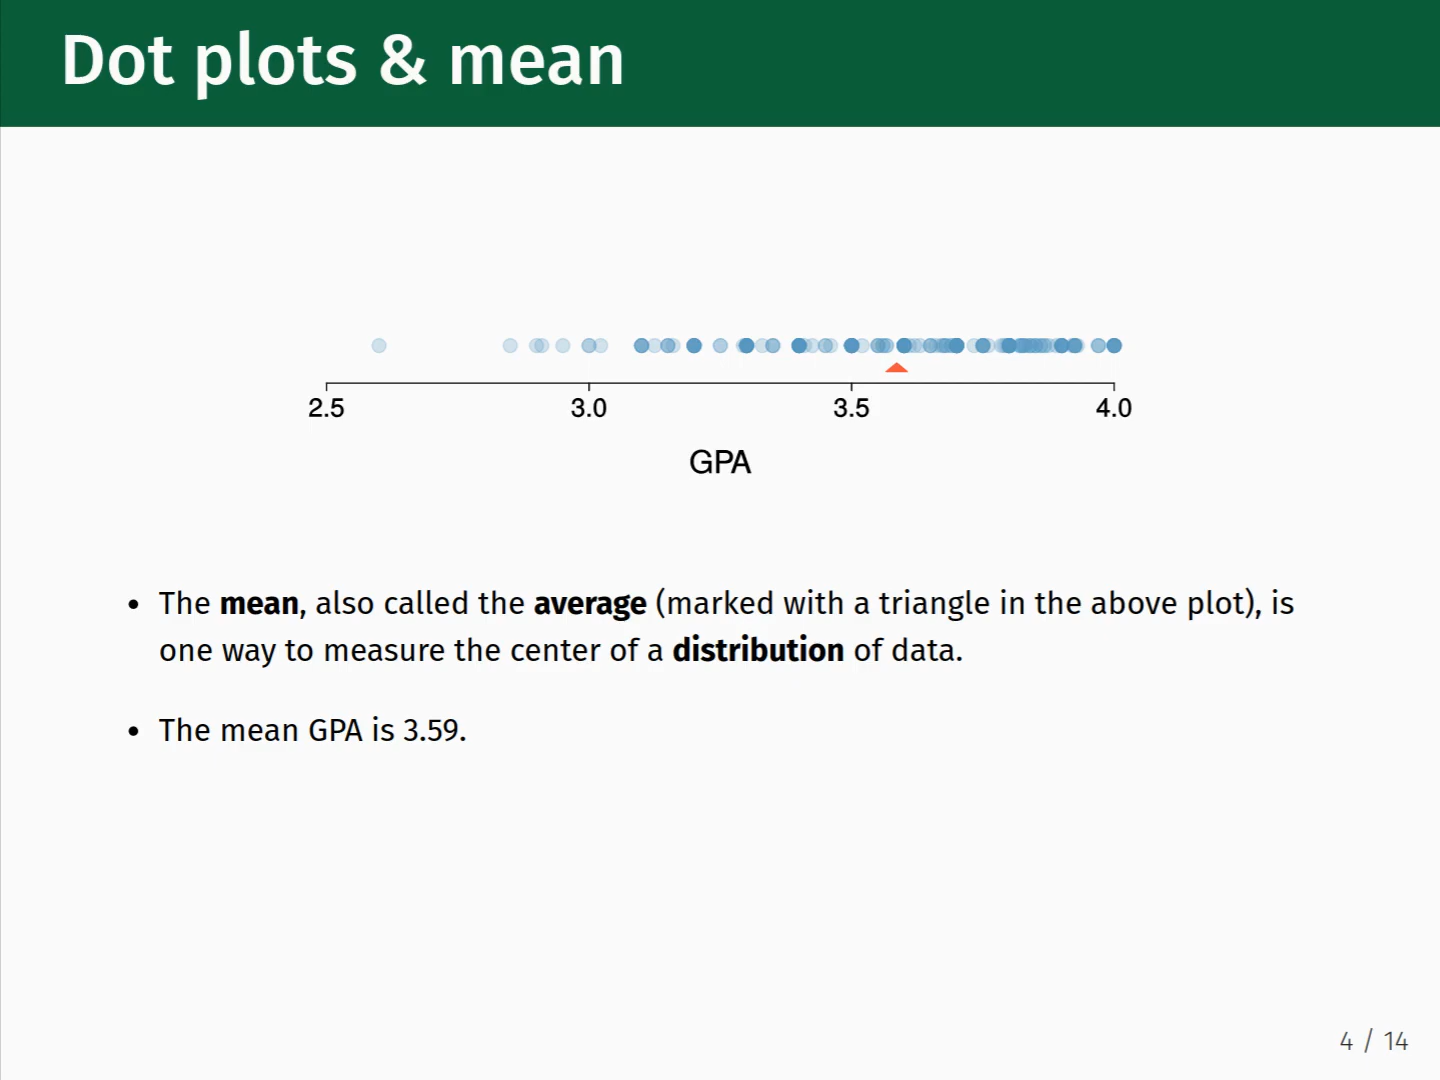 Dot plots & mean
2.5 3.0 3.5 4.0
GPA
• The mean, also called the average (marked with a triangle in the above plot), is
one way to measure the center of a distribution of data.
• The mean GPA is 3.59.
4 / 14